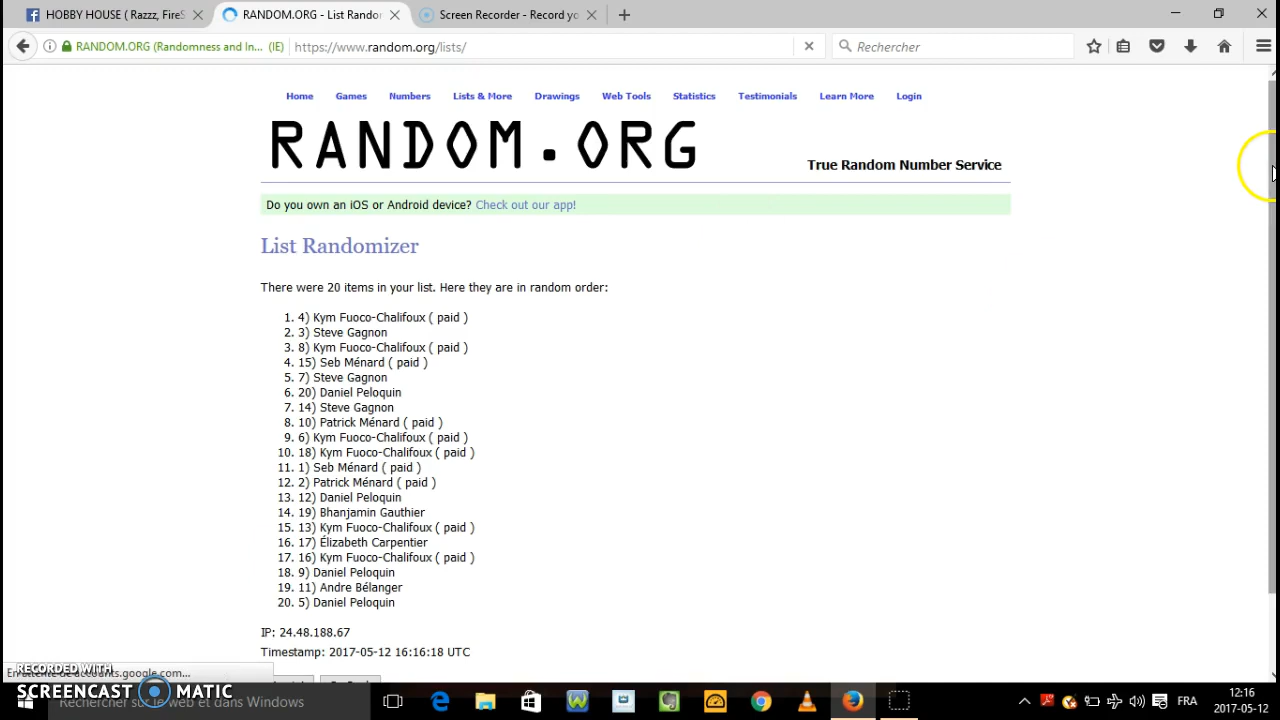 HOBBY HOUSE ( Razz, FireS
RANDOM.ORG - List Randor
Screen Recorder - Record yo
RANDOM.ORG (Randomness and In... (IE)
https://www.random.org/lists/
Rechercher
Home Games Numbers Lists & More Drawings Web Tools Statistics Testimonials Learn More Login
RANDOM.ORG
True Random Number Service
Do you own an iOS or Android device? Check out our app!
List Randomizer
There were 20 items in your list. Here they are in random order:
1. 4) Kym Fuoco-Chalifoux ( paid )
2. 3) Steve Gagnon
3. 8) Kym Fuoco-Chalifoux ( paid )
4. 15) Seb Ménard ( paid )
5. 7) Steve Gagnon
6. 20) Daniel Peloquin
7. 14) Steve Gagnon
8. 10) Patrick Ménard ( paid )
9. 6) Kym Fuoco-Chalifoux ( paid )
10. 18) Kym Fuoco-Chalifoux ( paid )
11. 1) Seb Ménard ( paid )
12. 2) Patrick Ménard ( paid )
13. 12) Daniel Peloquin
14. 19) Bhanjamin Gauthier
15. 13) Kym Fuoco-Chalifoux ( paid )
16. 17) Élizabeth Carpentier
17. 16) Kym Fuoco-Chalifoux ( paid )
18. 9) Daniel Peloquin
19. 11) Andre Bélanger
20. 5) Daniel Peloquin
IP: 24.48.188.67
Timestamp: 2017-05-12 16:16:18 UTC
En attente de accounts.google.com...
RECORDED WITH
SCREENCAST MATIC
Rechercher sur le web et dans Windows
FRA
12:16
2017-05-12